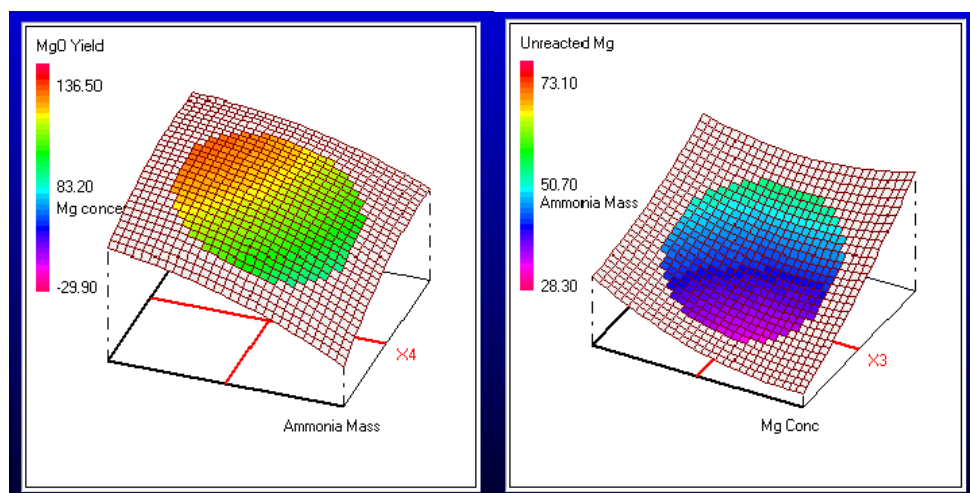 MgO Yield
136.50
83.20
Mg conce
-29.90
X4
Ammonia Mass
Unreacted Mg
73.10
50.70
Ammonia Mass
28.30
X3
Mg Conc